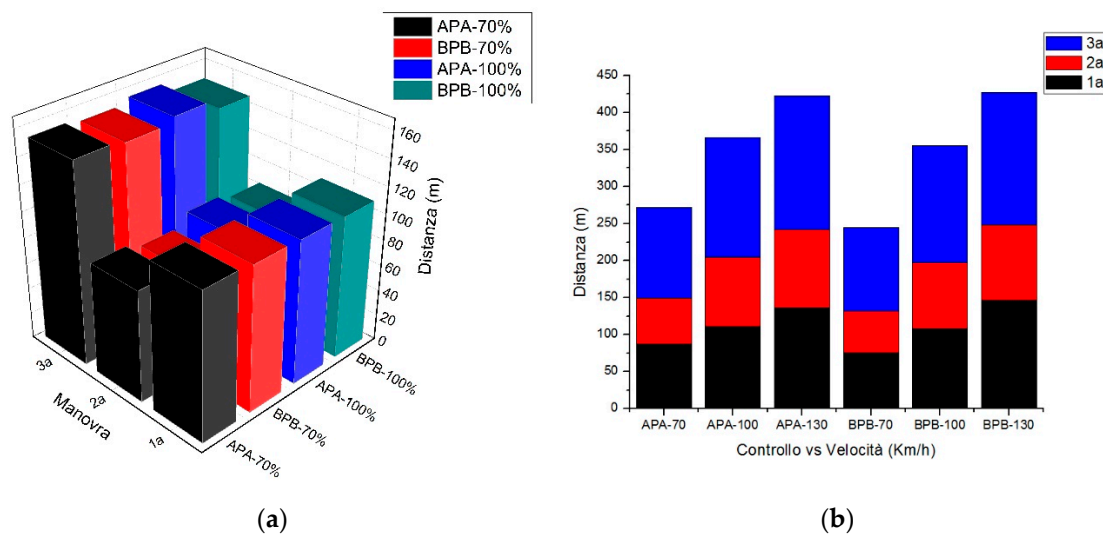 APA-70%
BPB-70%
APA-100%
BPB-100%
160
140
120
100
80
60
40
20
0
Distanza (m)
3a
2a
1a
Manovra
APA-70%
BPB-70%
APA-100%
BPB-100%
(a)
3a
2a
1a
450
400
350
300
250
200
150
100
50
0
Distanza (m)
APA-70 APA-100 APA-130 BPB-70 BPB-100 BPB-130
Controllo vs Velocità (Km/h)
(b)